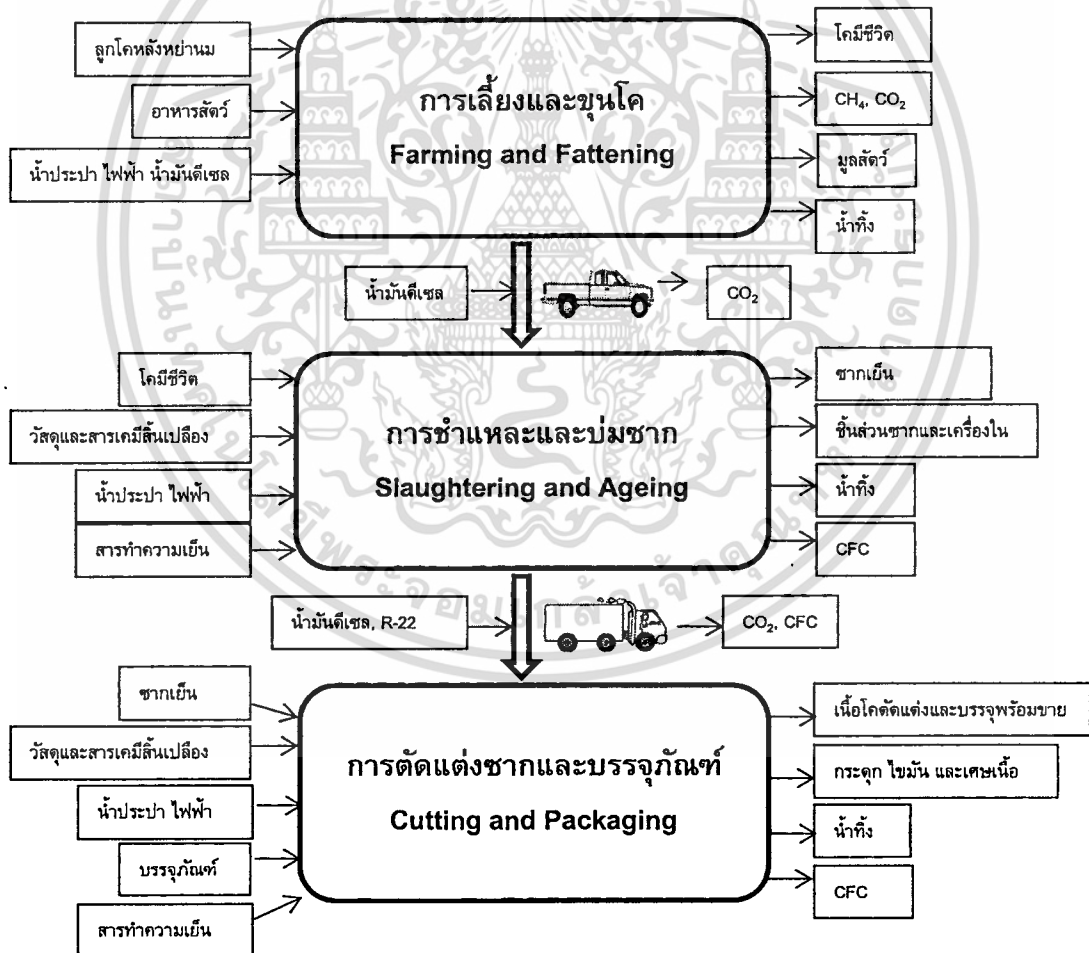 ลูกโคหลังหย่านม
อาหารสัตว์
น้ำประปา ไฟฟ้า น้ำมันดีเซล
การเลี้ยงและขุนโค
Farming and Fattening
โคมีชีวิต
CH₄, CO₂
มูลสัตว์
น้ำทิ้ง
น้ำมันดีเซล
CO₂
โคมีชีวิต
วัสดุและสารเคมีสิ้นเปลือง
น้ำประปา ไฟฟ้า
สารทำความเย็น
การชำแหละและบ่มซาก
Slaughtering and Ageing
ซากเย็น
ชิ้นส่วนซากและเครื่องใน
น้ำทิ้ง
CFC
น้ำมันดีเซล, R-22
CO₂, CFC
ซากเย็น
วัสดุและสารเคมีสิ้นเปลือง
น้ำประปา ไฟฟ้า
บรรจุภัณฑ์
สารทำความเย็น
การตัดแต่งซากและบรรจุภัณฑ์
Cutting and Packaging
เนื้อโคตัดแต่งและบรรจุพร้อมขาย
กระดูก ไขมัน และเศษเนื้อ
น้ำทิ้ง
CFC